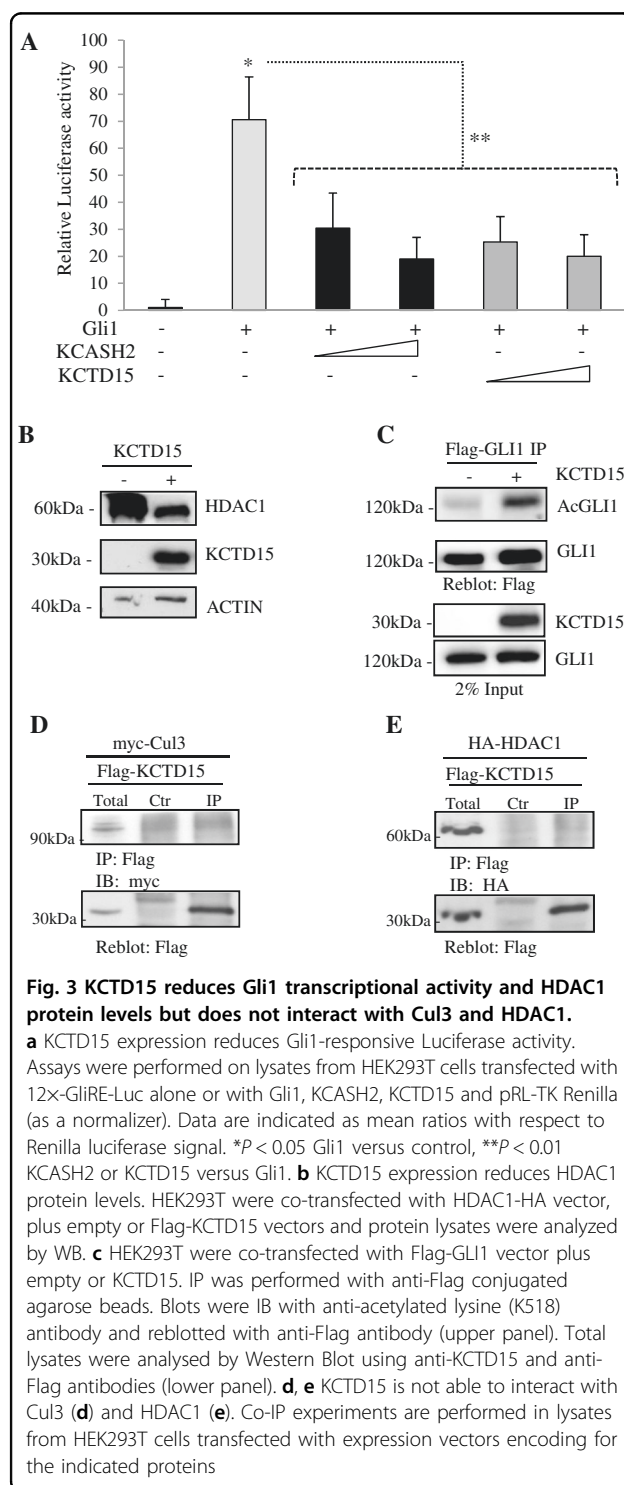 A
Relative Luciferase activity
100
90
80
70
60
50
40
30
20
10
0
*
**
Gli1 - + + + + +
KCASH2 - - - -
KCTD15 - - - -
B
KCTD15
- +
60kDa - HDAC1
30kDa - KCTD15
40kDa - ACTIN
C
Flag-GLI1 IP
- + KCTD15
120kDa - AcGLI1
120kDa - GLI1
Reblot: Flag
30kDa - KCTD15
120kDa - GLI1
2% Input
D
myc-Cul3
Flag-KCTD15
Total Ctr IP
90kDa -
IP: Flag
IB: myc
30kDa -
Reblot: Flag
E
HA-HDAC1
Flag-KCTD15
Total Ctr IP
60kDa -
IP: Flag
IB: HA
30kDa -
Reblot: Flag
Fig. 3 KCTD15 reduces Gli1 transcriptional activity and HDAC1
protein levels but does not interact with Cul3 and HDAC1.
a KCTD15 expression reduces Gli1-responsive Luciferase activity.
Assays were performed on lysates from HEK293T cells transfected with
12×-GliRE-Luc alone or with Gli1, KCASH2, KCTD15 and pRL-TK Renilla
(as a normalizer). Data are indicated as mean ratios with respect to
Renilla luciferase signal. *P < 0.05 Gli1 versus control, **P < 0.01
KCASH2 or KCTD15 versus Gli1. b KCTD15 expression reduces HDAC1
protein levels. HEK293T were co-transfected with HDAC1-HA vector,
plus empty or Flag-KCTD15 vectors and protein lysates were analyzed
by WB. c HEK293T were co-transfected with Flag-GLI1 vector plus
empty or KCTD15. IP was performed with anti-Flag conjugated
agarose beads. Blots were IB with anti-acetylated lysine (K518)
antibody and reblotted with anti-Flag antibody (upper panel). Total
lysates were analysed by Western Blot using anti-KCTD15 and anti-
Flag antibodies (lower panel). d, e KCTD15 is not able to interact with
Cul3 (d) and HDAC1 (e). Co-IP experiments are performed in lysates
from HEK293T cells transfected with expression vectors encoding for
the indicated proteins